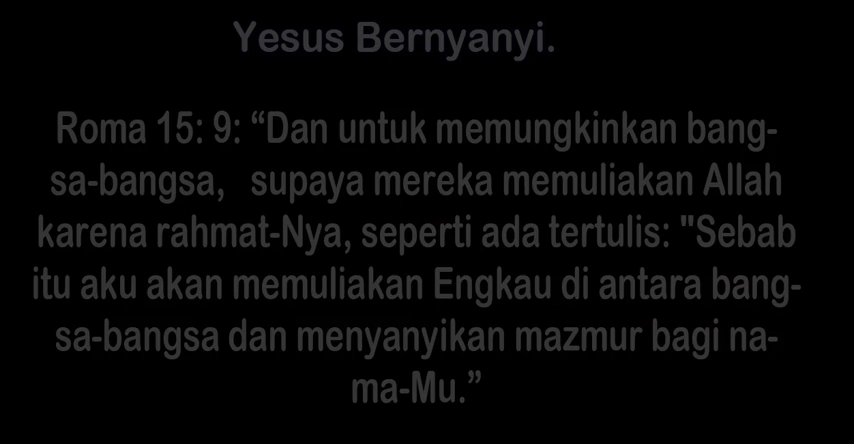 Yesus Bernyanyi.
Roma 15: 9: “Dan untuk memungkinkan bang-
sa-bangsa, supaya mereka memuliakan Allah
karena rahmat-Nya, seperti ada tertulis: "Sebab
itu aku akan memuliakan Engkau di antara bang-
sa-bangsa dan menyanyikan mazmur bagi na-
ma-Mu.”